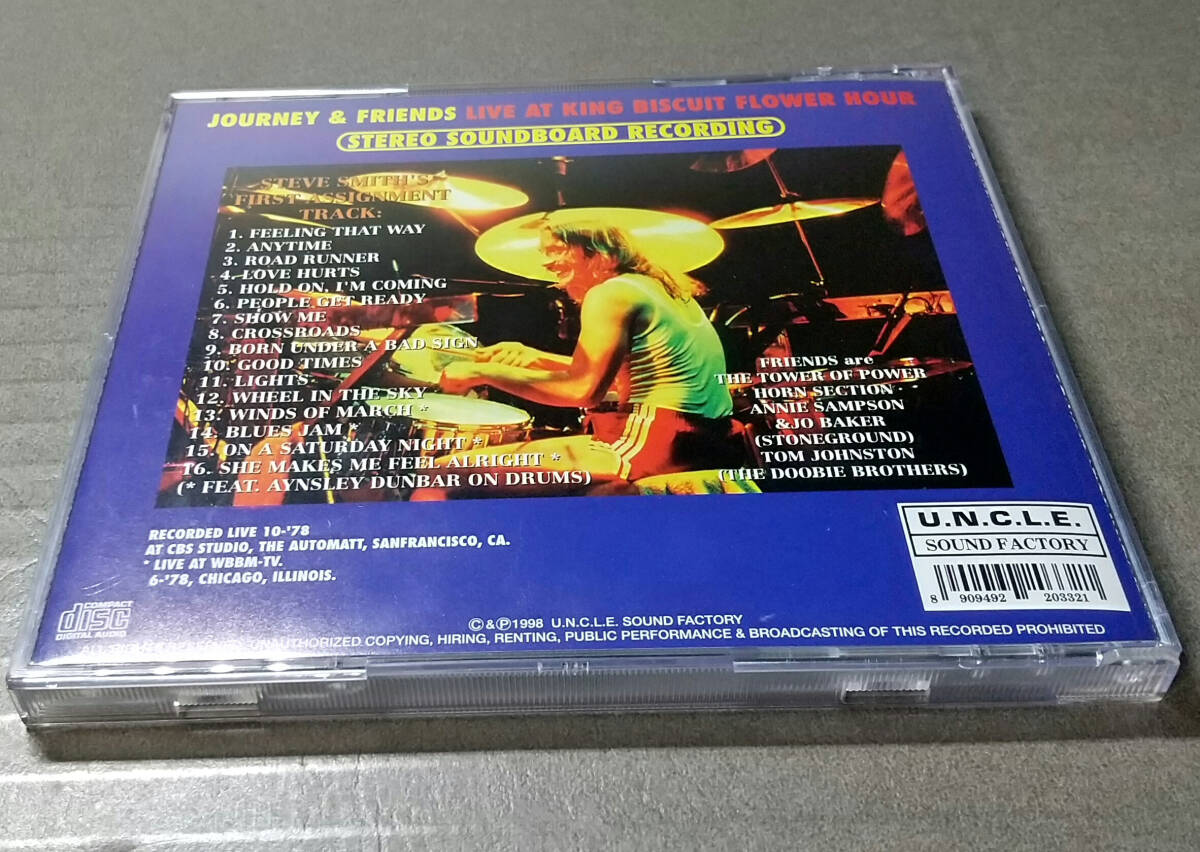 JOURNEY & FRIENDS LIVE AT KING BISCUIT FLOWER HOUR
STEREO SOUNDBOARD RECORDING
STEVE SMITH'S
FIRST ASSIGNMENT
TRACK:
1. FEELING THAT WAY
2. ANYTIME
3. ROAD RUNNER
4. LOVE HURTS
5. HOLD ON, I'M COMING
6. PEOPLE GET READY
7. SHOW ME
8. CROSSROADS
9. BORN UNDER A BAD SIGN
10. GOOD TIMES
11. LIGHTS
12. WHEEL IN THE SKY
13. WINDS OF MARCH *
14. BLUES JAM *
15. ON A SATURDAY NIGHT *
16. SHE MAKES ME FEEL ALRIGHT *
(* FEAT. AYNSLEY DUNBAR ON DRUMS)
FRIENDS are
THE TOWER OF POWER
HORN SECTION
ANNIE SAMPSON
&JO BAKER
(STONEGROUND)
TOM JOHNSTON
(THE DOOBIE BROTHERS)
RECORDED LIVE 10-'78
AT CBS STUDIO, THE AUTOMATT, SANFRANCISCO, CA.
* LIVE AT WBBM-TV.
6-'78, CHICAGO, ILLINOIS.
U.N.C.L.E.
SOUND FACTORY
8 909492 203321
COMPACT
disc
DIGITAL AUDIO
©&℗1998 U.N.C.L.E. SOUND FACTORY
UNAUTHORIZED COPYING, HIRING, RENTING, PUBLIC PERFORMANCE & BROADCASTING OF THIS RECORDED PROHIBITED